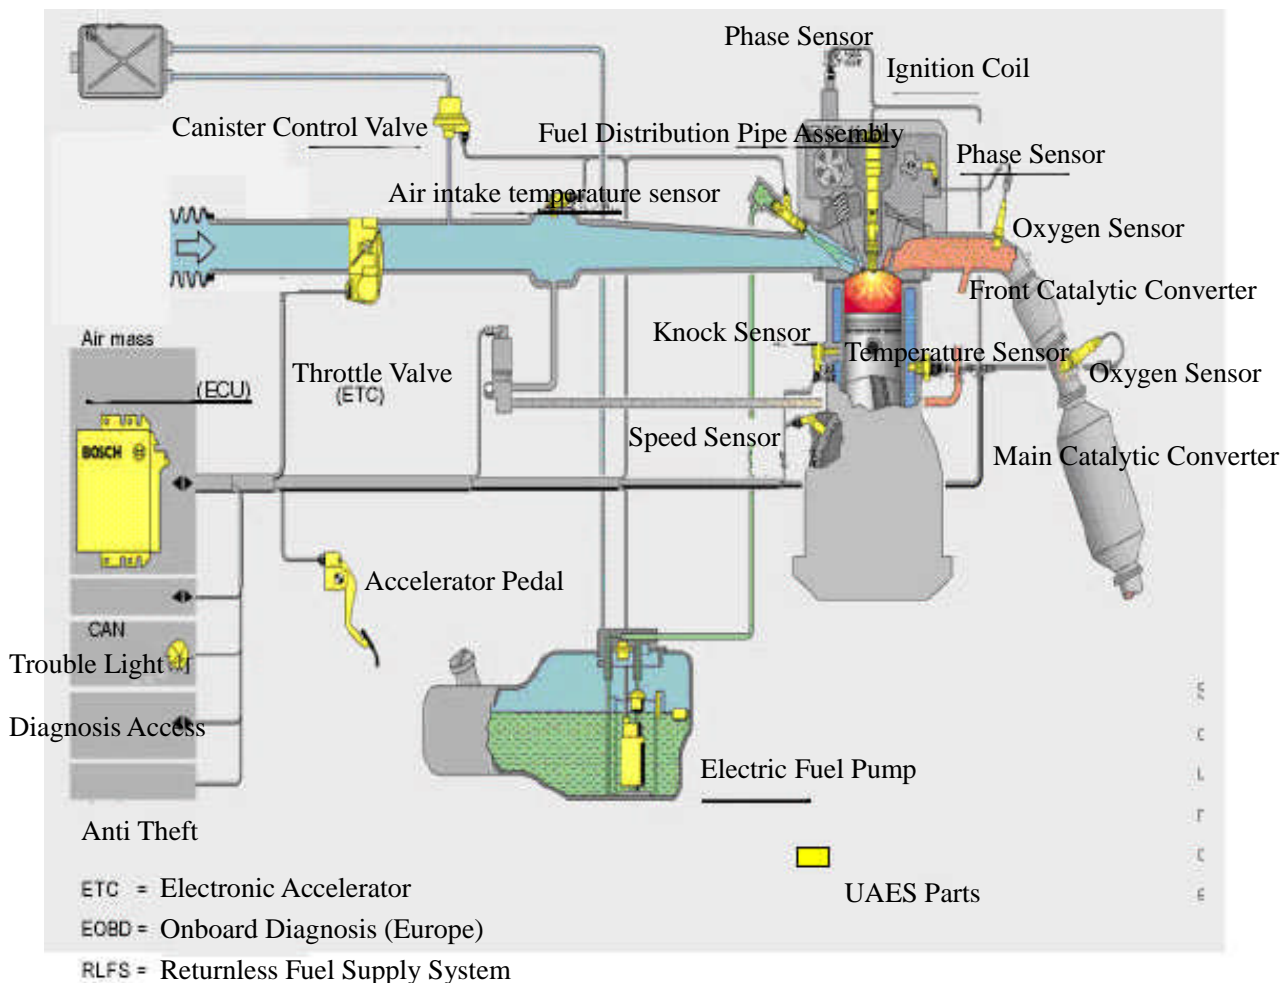 Phase Sensor
Ignition Coil
Canister Control Valve
Fuel Distribution Pipe Assembly
Phase Sensor
Air intake temperature sensor
Oxygen Sensor
Front Catalytic Converter
Air mass
Knock Sensor
Temperature Sensor
Throttle Valve
(ETC)
Oxygen Sensor
(ECU)
BOSCH
Speed Sensor
Main Catalytic Converter
Accelerator Pedal
CAN
Trouble Light
Diagnosis Access
Electric Fuel Pump
Anti Theft
UAES Parts
ETC = Electronic Accelerator
EOBD = Onboard Diagnosis (Europe)
RLFS = Returnless Fuel Supply System